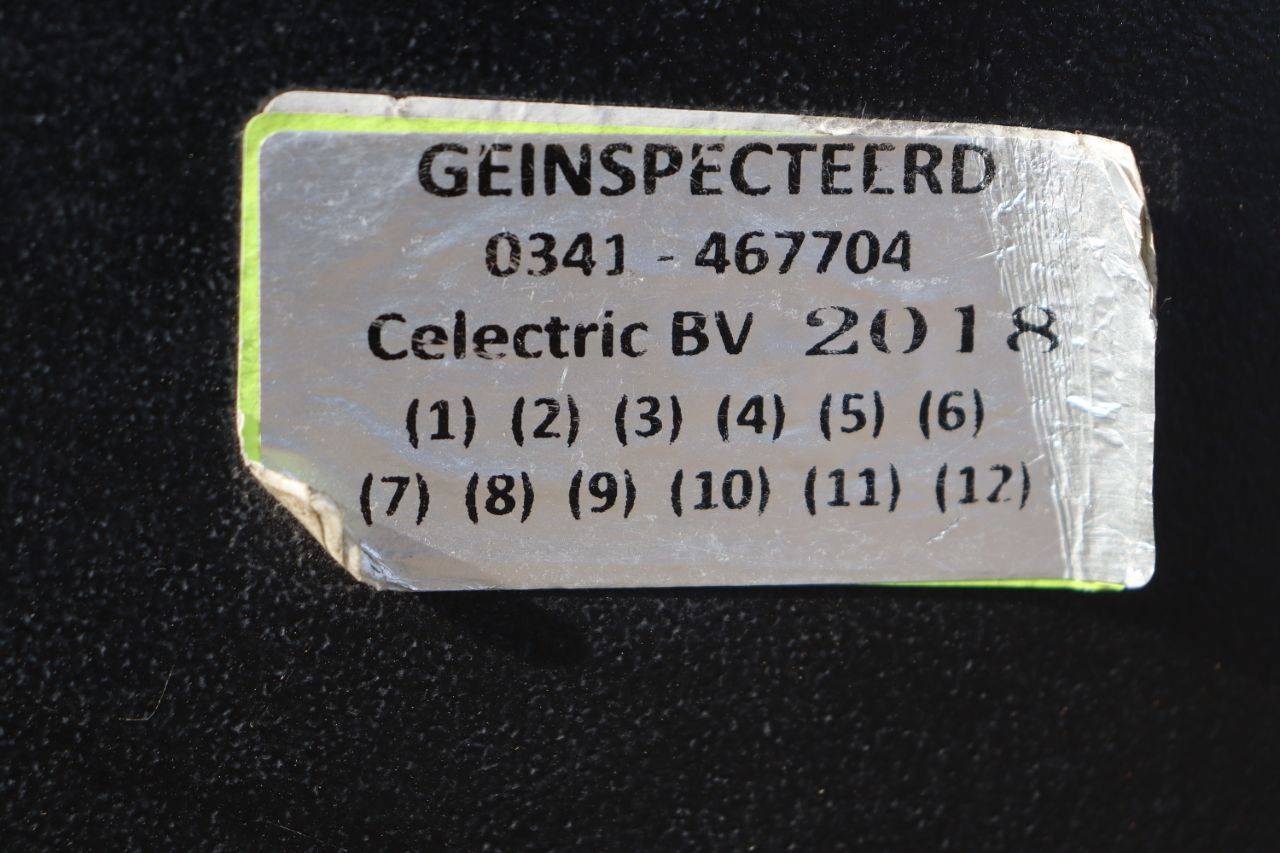 GEINSPECTEERD
0341 - 467704
Celectric BV 2018
(1) (2) (3) (4) (5) (6)
(7) (8) (9) (10) (11) (12)